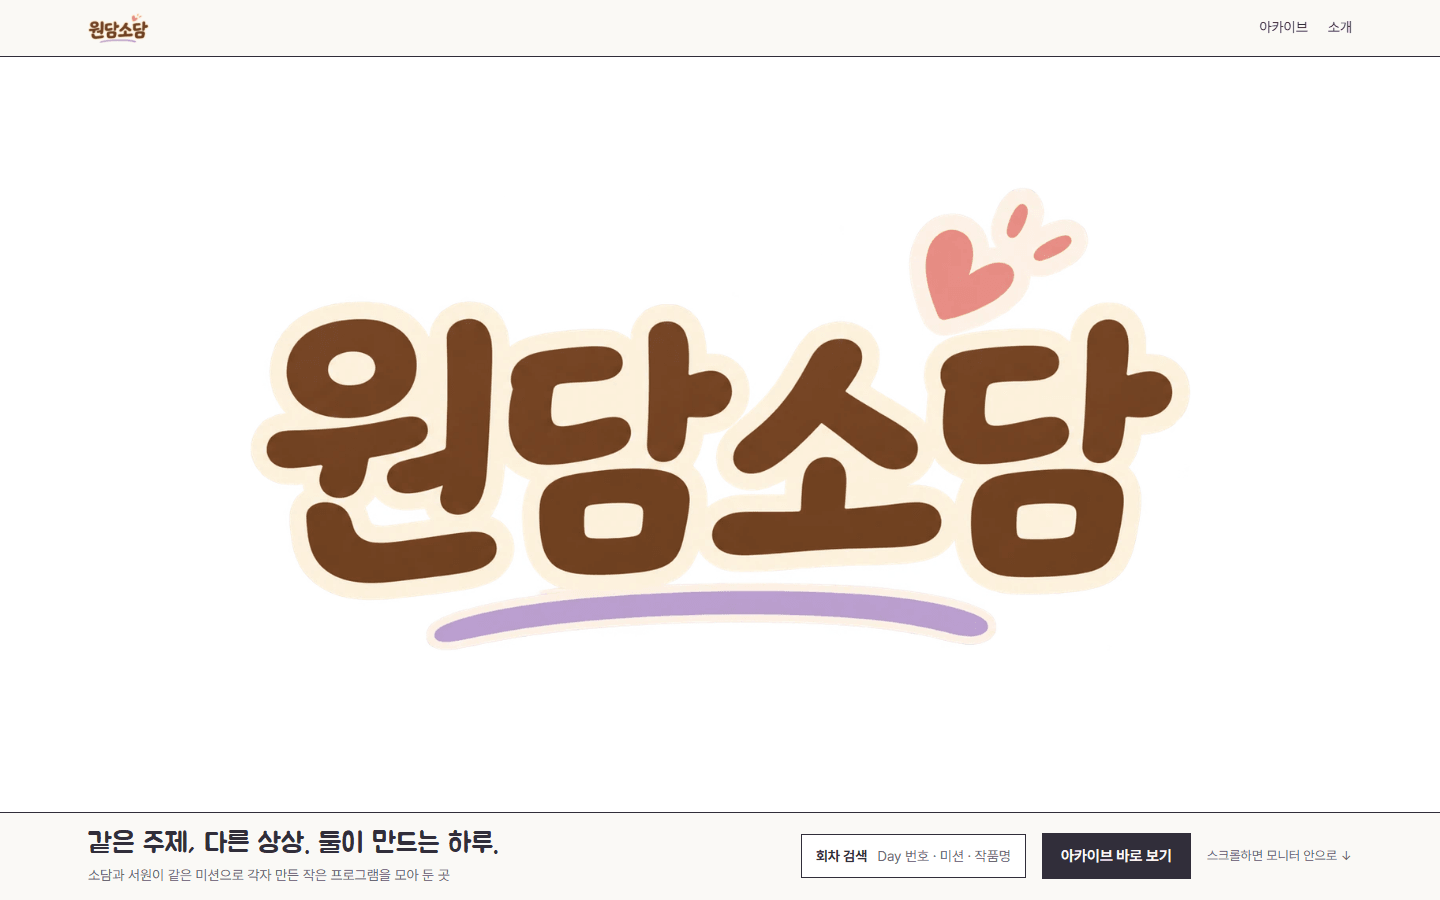 원담소담
아카이브 소개
원담소담
같은 주제, 다른 상상. 둘이 만드는 하루.
소담과 서원이 같은 미션으로 각자 만든 작은 프로그램을 모아 둔 곳
회차 검색 Day 번호 · 미션 · 작품명
아카이브 바로 보기
스크롤하면 모니터 안으로 ↓